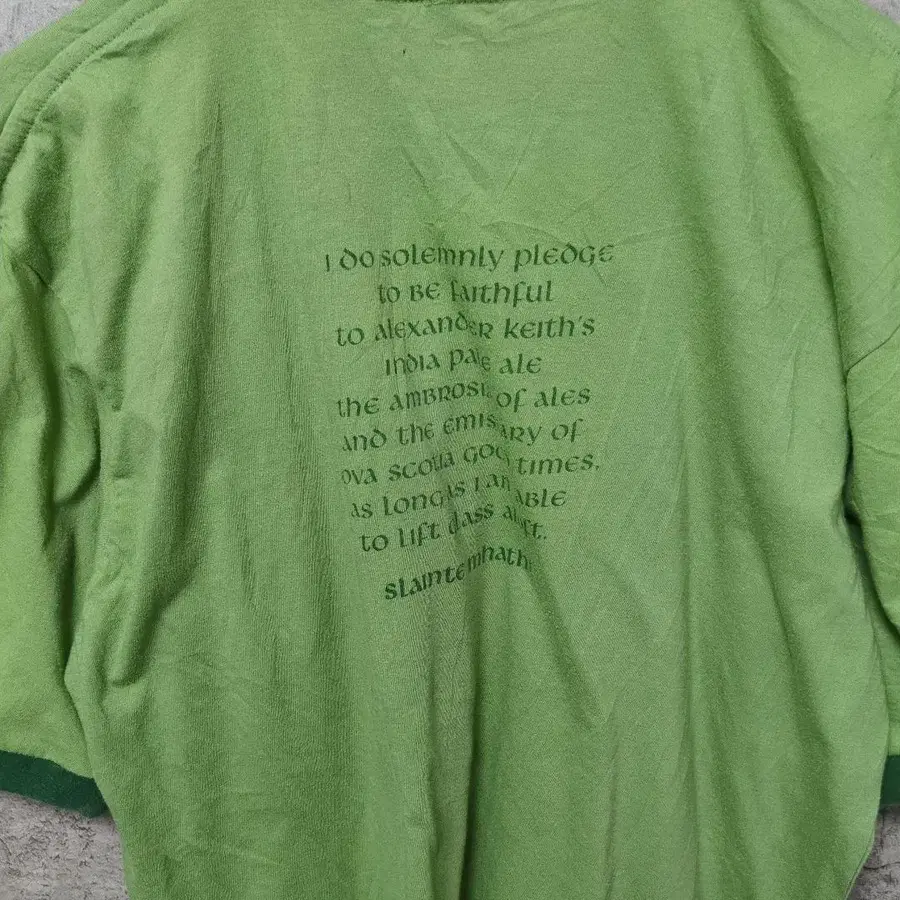 I do solemnly pledge
to be faithful
to Alexander Keith's
India Pale Ale
the ambrosia of ales
and the emissary of
ova Scotia good times,
as long as I am able
to lift glass aloft.
slainte mhath!